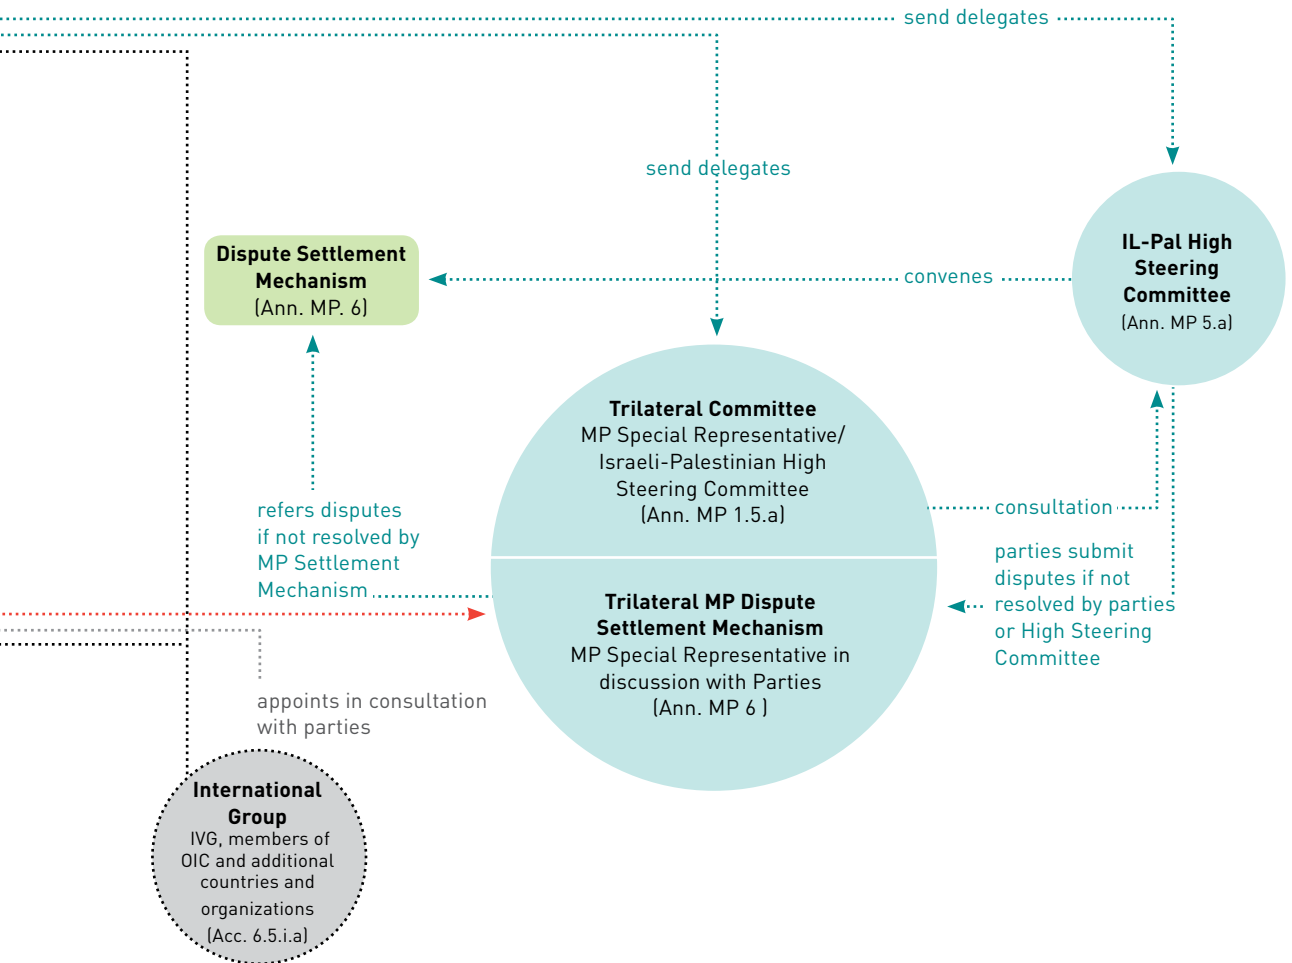 send delegates
send delegates
IL-Pal High
Steering
Committee
(Ann. MP 5.a)
Dispute Settlement
Mechanism
(Ann. MP. 6)
convenes
Trilateral Committee
MP Special Representative/
Israeli-Palestinian High
Steering Committee
(Ann. MP 1.5.a)
consultation
refers disputes
if not resolved by
MP Settlement
Mechanism
parties submit
disputes if not
resolved by parties
or High Steering
Committee
Trilateral MP Dispute
Settlement Mechanism
MP Special Representative in
discussion with Parties
(Ann. MP 6 )
appoints in consultation
with parties
International
Group
IVG, members of
OIC and additional
countries and
organizations
(Acc. 6.5.i.a)